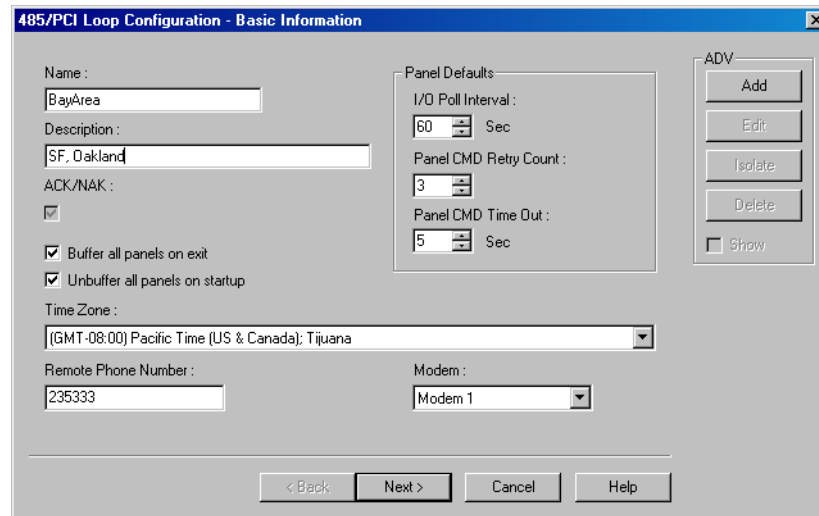 485/PCI Loop Configuration - Basic Information
Name :
BayArea
Description :
SF, Oakland
ACK/NAK :
Buffer all panels on exit
Unbuffer all panels on startup
Panel Defaults
I/O Poll Interval :
60 Sec
Panel CMD Retry Count :
3
Panel CMD Time Out :
5 Sec
ADV
Add
Edit
Isolate
Delete
Show
Time Zone :
(GMT-08:00) Pacific Time (US & Canada); Tijuana
Remote Phone Number :
235333
Modem :
Modem 1
< Back
Next >
Cancel
Help